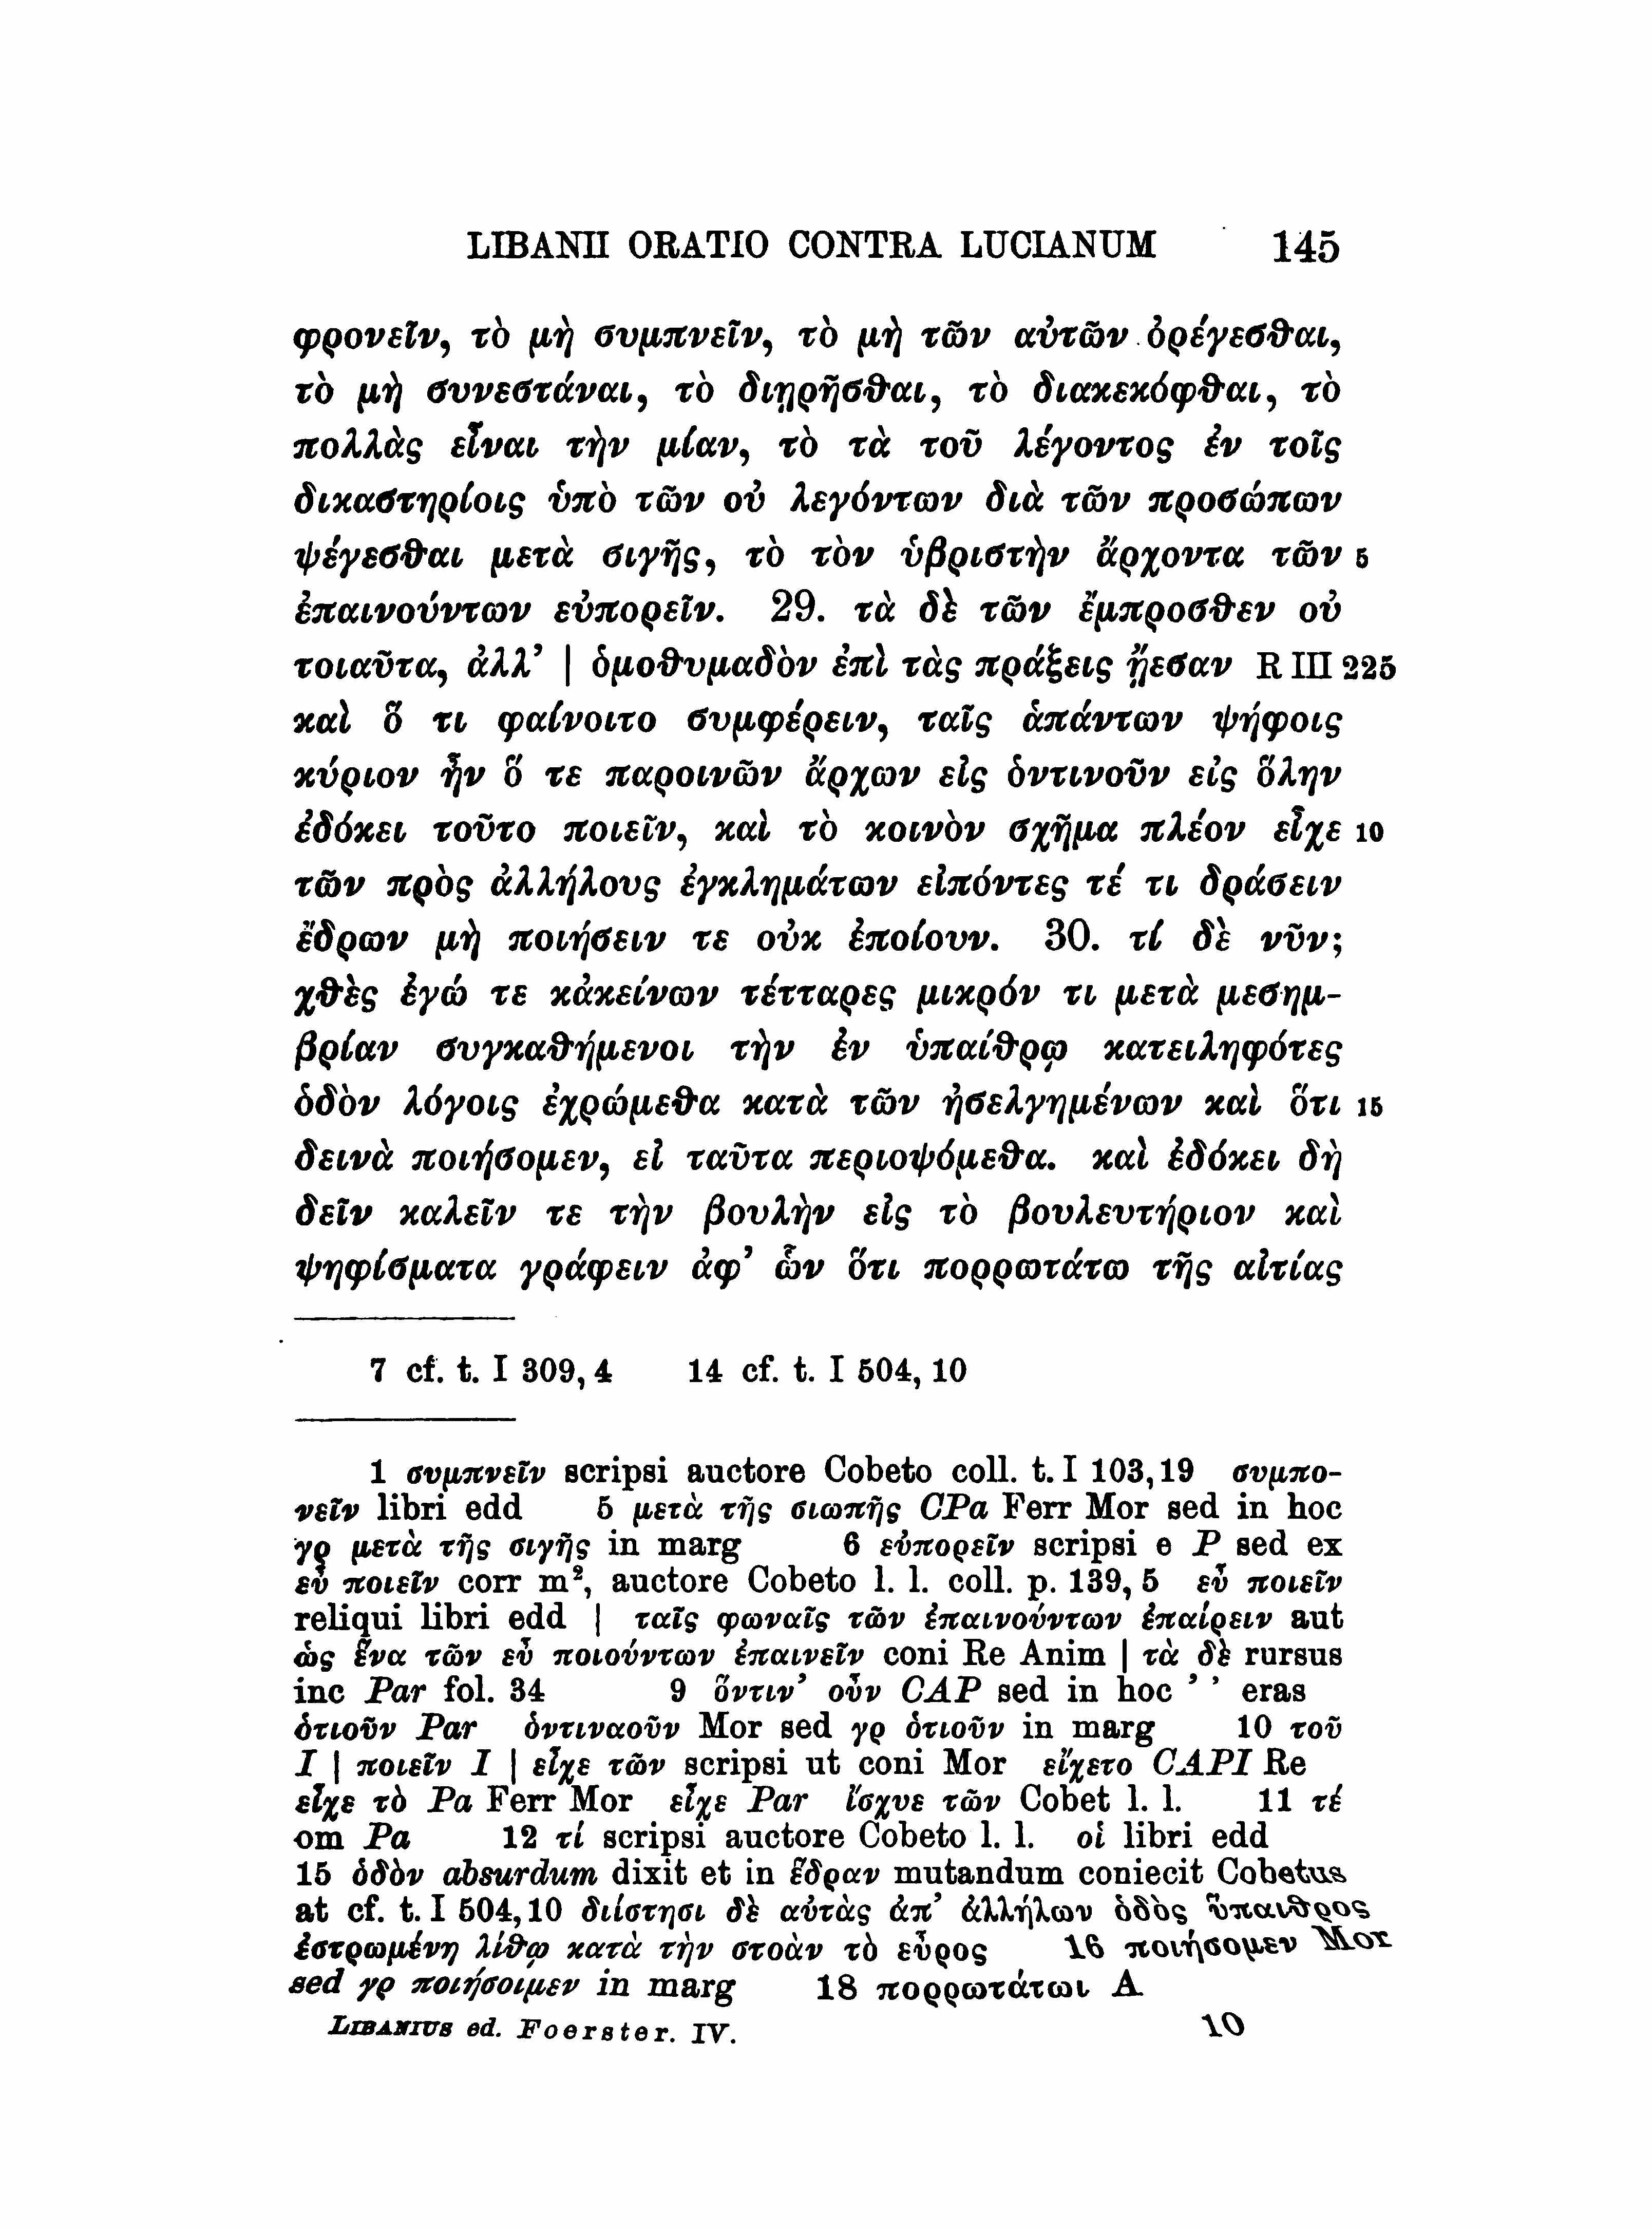 LIBANII ORATIO CONTRA LUCIANUM 145
φρονεῖν, τὸ μὴ συμπνεῖν, τὸ μὴ τῶν αὐτῶν ὀρέγεσθαι,
τὸ μὴ συνεστάναι, τὸ διῃρῆσθαι, τὸ διακεκόφθαι, τὸ
πολλὰς εἶναι τὴν μίαν, τὸ τὰ τοῦ λέγοντος ἐν τοῖς
δικαστηρίοις ὑπὸ τῶν οὐ λεγόντων διὰ τῶν προσώπων
ψέγεσθαι μετὰ σιγῆς, τὸ τὸν ὑβριστὴν ἄρχοντα τῶν 5
ἐπαινούντων εὐπορεῖν. 29. τὰ δὲ τῶν ἔμπροσθεν οὐ
τοιαῦτα, ἀλλ’ | ὁμοθυμαδὸν ἐπὶ τὰς πράξεις ᾔεσαν R III 225
καὶ ὅ τι φαίνοιτο συμφέρειν, ταῖς ἁπάντων ψήφοις
κύριον ἦν ὅ τε παροινῶν ἄρχων εἰς ὁντινοῦν εἰς ὅλην
ἐδόκει τοῦτο ποιεῖν, καὶ τὸ κοινὸν σχῆμα πλέον εἶχε 10
τῶν πρὸς ἀλλήλους ἐγκλημάτων εἰπόντες τέ τι δράσειν
ἔδρων μὴ ποιήσειν τε οὐκ ἐποίουν. 30. τί δὲ νῦν;
χθὲς ἐγώ τε κἀκείνων τέτταρες μικρόν τι μετὰ μεσημ-
βρίαν συγκαθήμενοι τὴν ἐν ὑπαίθρῳ κατειληφότες
ὁδὸν λόγοις ἐχρώμεθα κατὰ τῶν ἠσελγημένων καὶ ὅτι 15
δεινὰ ποιήσομεν, εἰ ταῦτα περιοψόμεθα. καὶ ἐδόκει δὴ
δεῖν καλεῖν τε τὴν βουλὴν εἰς τὸ βουλευτήριον καὶ
ψηφίσματα γράφειν ἀφ’ ὧν ὅτι πορρωτάτω τῆς αἰτίας
7 cf. t. I 309, 4 14 cf. t. I 504, 10
1 συμπνεῖν scripsi auctore Cobeto coll. t. I 103, 19 συμπο-
νεῖν libri edd 5 μετὰ τῆς σιωπῆς CPa Ferr Mor sed in hoc
γρ μετὰ τῆς σιγῆς in marg 6 εὐπορεῖν scripsi e P sed ex
εὖ ποιεῖν corr m², auctore Cobeto l. l. coll. p. 139, 5 εὖ ποιεῖν
reliqui libri edd | ταῖς φωναῖς τῶν ἐπαινούντων ἐπαίρειν aut
ὡς ἕνα τῶν εὖ ποιούντων ἐπαινεῖν coni Re Anim | τὰ δὲ rursus
inc Par fol. 34 9 ὅντιν’ οὖν CAP sed in hoc ’ ’ eras
ὁτιοῦν Par ὁντιναοῦν Mor sed γρ ὁτιοῦν in marg 10 τοῦ
I | ποιεῖν I | εἶχε τῶν scripsi ut coni Mor εἴχετο CAPI Re
εἶχε τὸ Pa Ferr Mor εἶχε Par ἴσχυε τῶν Cobet l. l. 11 τέ
om Pa 12 τί scripsi auctore Cobeto l. l. οἱ libri edd
15 ὁδὸν absurdum dixit et in ἕδραν mutandum coniecit Cobetus
at cf. t. I 504, 10 διίστησι δὲ αὐτὰς ἀπ’ ἀλλήλων ὁδὸς ὕπαιθρος
ἐστρωμένη λίθῳ κατὰ τὴν στοὰν τὸ εὖρος 16 ποιήσομεν Mor
sed γρ ποιήσοιμεν in marg 18 πορρωτάτωι A
LIBANIUS ed. Foerster. IV. 10